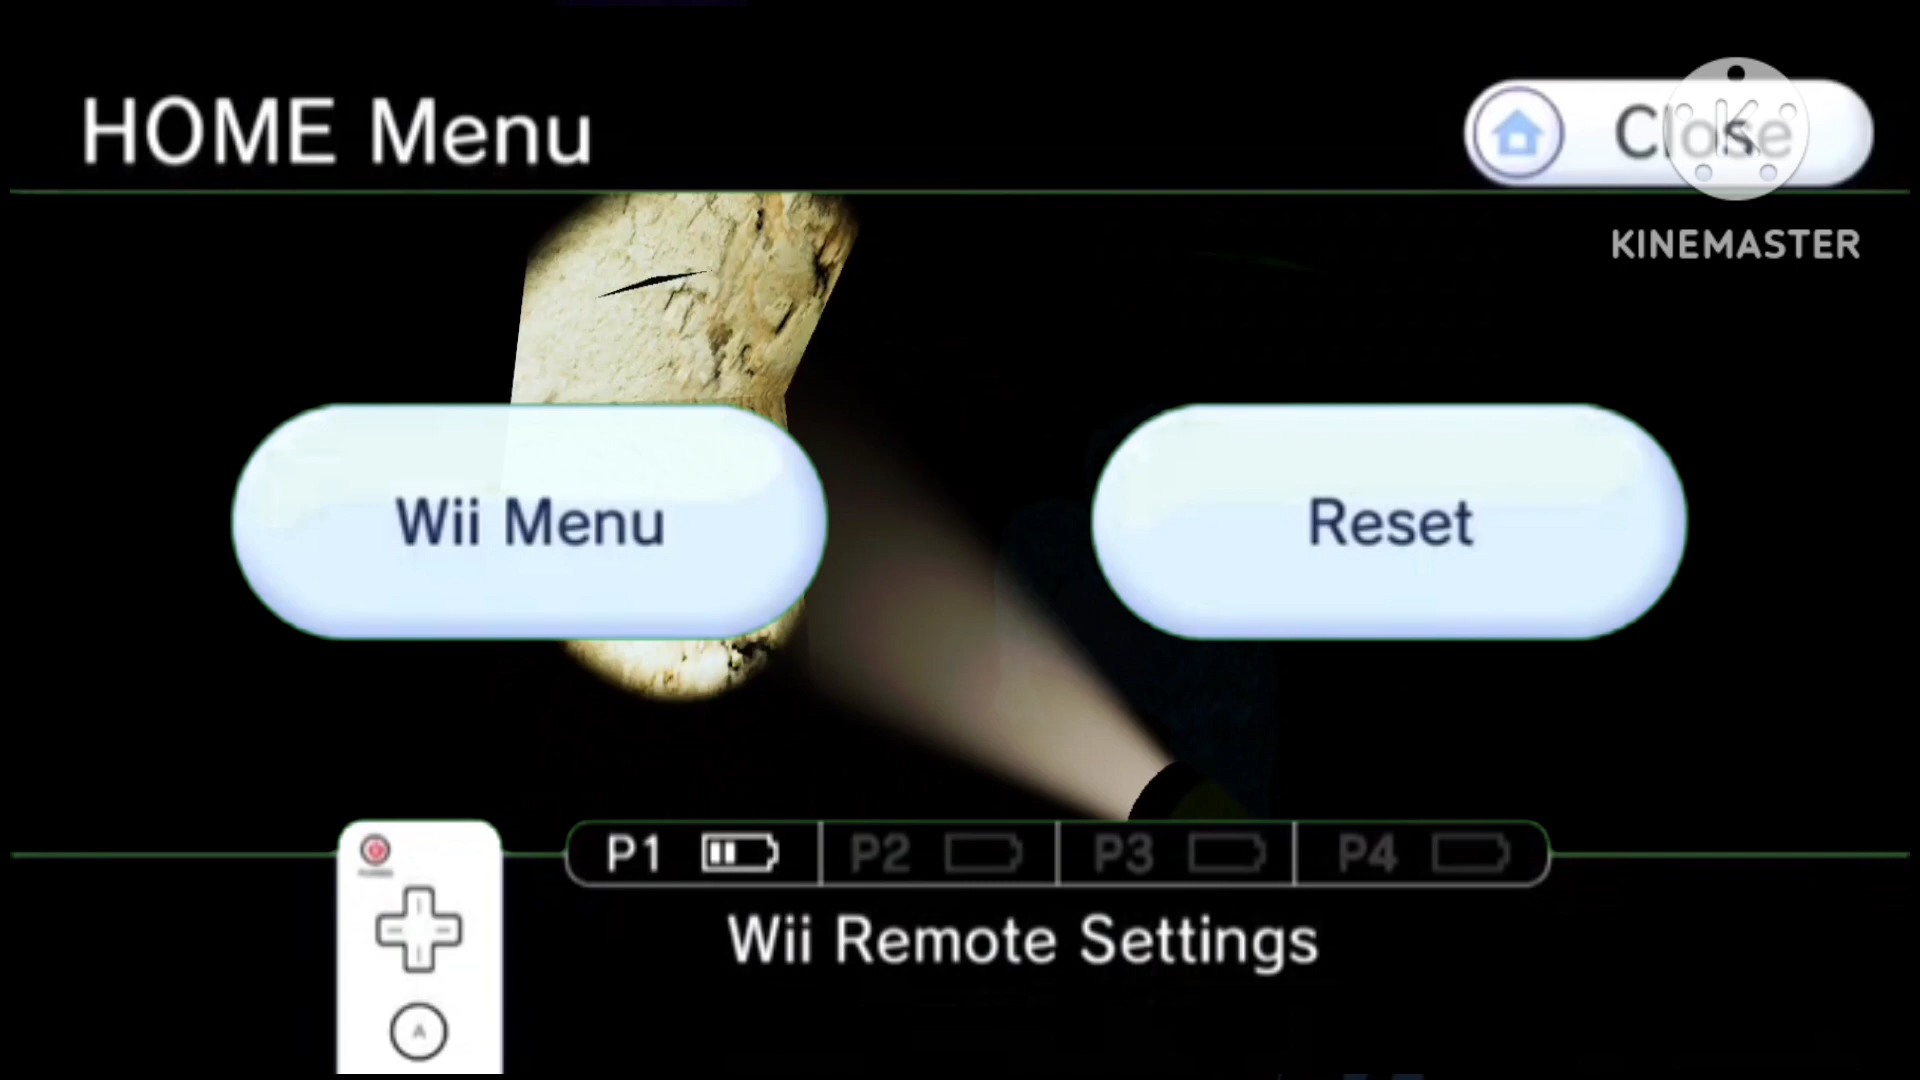 HOME Menu
Close
KINEMASTER
Wii Menu
Reset
P1 P2 P3 P4
Wii Remote Settings
A